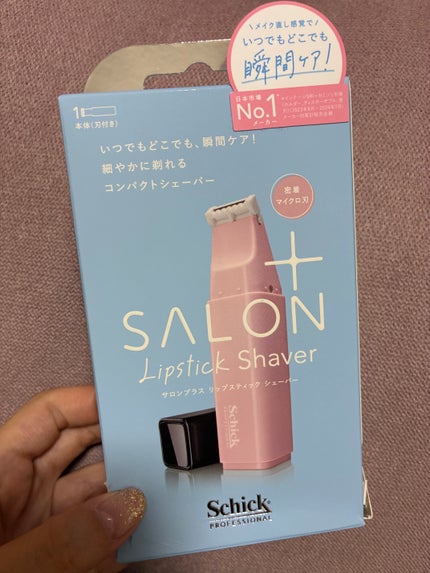 メイク直し感覚で
いつでもどこでも
瞬間ケア!
日本市場
No.1
メーカー
1
本体(刃付き)
いつでもどこでも、瞬間ケア!
細やかに剃れる
コンパクトシェーバー
密着
マイクロ刃
SALON
Lipstick Shaver
サロンプラス リップスティック シェーバー
Schick
Schick
PROFESSIONAL